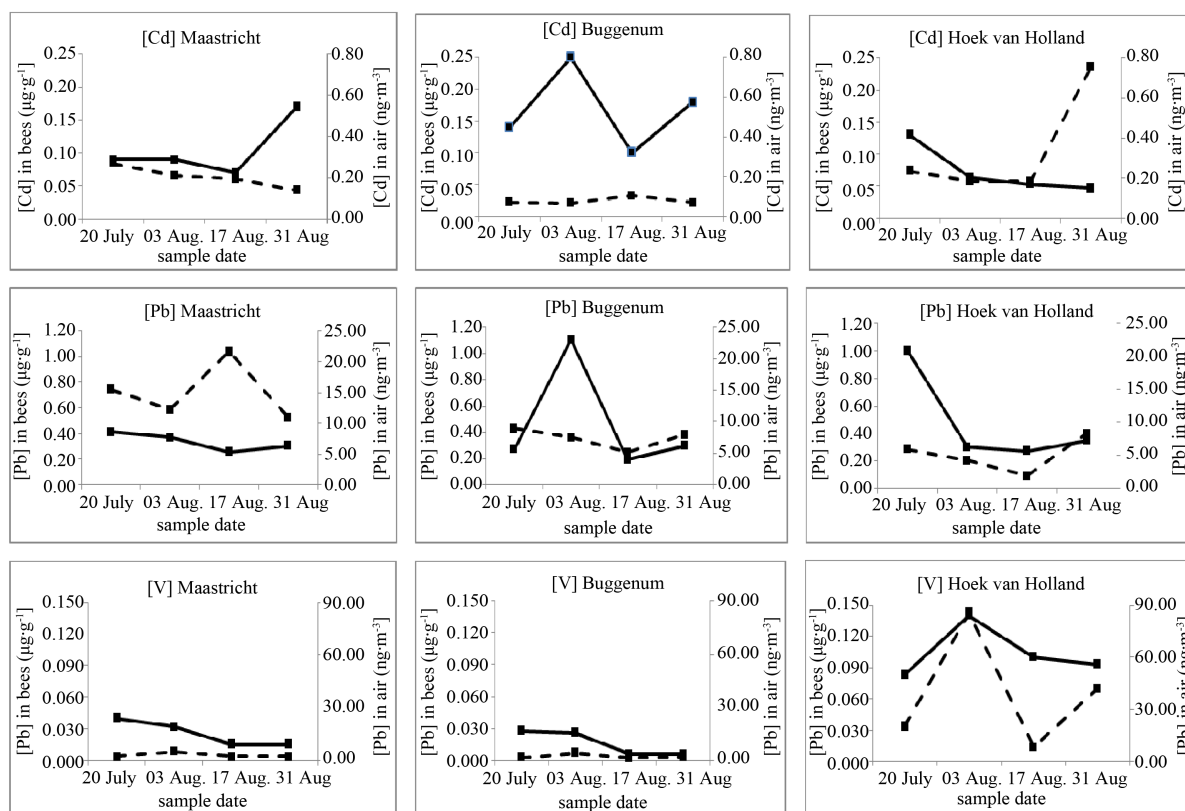 [Cd] Maastricht
[Cd] in bees (µg·g⁻¹)
0.25
0.20
0.15
0.10
0.05
0.00
0.80
0.60
0.40
0.20
0.00
[Cd] in air (ng·m⁻³)
20 July 03 Aug. 17 Aug. 31 Aug
sample date
[Cd] Buggenum
[Cd] in bees (µg·g⁻¹)
0.25
0.20
0.15
0.10
0.05
0.00
0.80
0.60
0.40
0.20
0.00
[Cd] in air (ng·m⁻³)
20 July 03 Aug. 17 Aug. 31 Aug
sample date
[Cd] Hoek van Holland
[Cd] in bees (µg·g⁻¹)
0.25
0.20
0.15
0.10
0.05
0.00
0.80
0.60
0.40
0.20
0.00
[Cd] in air (ng·m⁻³)
20 July 03 Aug. 17 Aug. 31 Aug
sample date
[Pb] Maastricht
[Pb] in bees (µg·g⁻¹)
1.20
1.00
0.80
0.60
0.40
0.20
0.00
25.00
20.00
15.00
10.00
5.00
0.00
[Pb] in air (ng·m⁻³)
20 July 03 Aug. 17 Aug. 31 Aug
sample date
[Pb] Buggenum
[Pb] in bees (µg·g⁻¹)
1.20
1.00
0.80
0.60
0.40
0.20
0.00
25.00
20.00
15.00
10.00
5.00
0.00
[Pb] in air (ng·m⁻³)
20 July 03 Aug. 17 Aug. 31 Aug
sample date
[Pb] Hoek van Holland
[Pb] in bees (µg·g⁻¹)
1.20
1.00
0.80
0.60
0.40
0.20
0.00
25.00
20.00
15.00
10.00
5.00
0.00
[Pb] in air (ng·m⁻³)
20 July 03 Aug. 17 Aug. 31 Aug
sample date
[V] Maastricht
[Pb] in bees (µg·g⁻¹)
0.150
0.120
0.090
0.060
0.030
0.000
90.00
60.00
30.00
0.00
[Pb] in air (ng·m⁻³)
20 July 03 Aug. 17 Aug. 31 Aug
sample date
[V] Buggenum
[Pb] in bees (µg·g⁻¹)
0.150
0.120
0.090
0.060
0.030
0.000
90.00
60.00
30.00
0.00
[Pb] in air (ng·m⁻³)
20 July 03 Aug. 17 Aug. 31 Aug
sample date
[V] Hoek van Holland
[Pb] in bees (µg·g⁻¹)
0.150
0.120
0.090
0.060
0.030
0.000
90.00
60.00
30.00
0.00
[Pb] in air (ng·m⁻³)
20 July 03 Aug. 17 Aug. 31 Aug
sample date